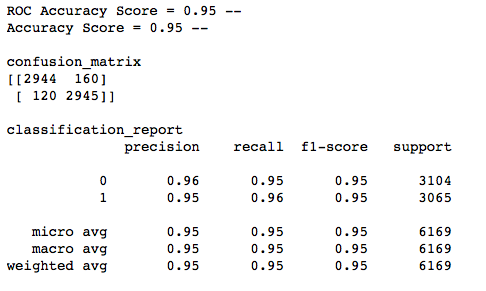 ROC Accuracy Score = 0.95 --
Accuracy Score = 0.95 --
confusion_matrix
[[2944  160]
 [ 120 2945]]
classification_report
              precision    recall  f1-score   support
           0       0.96      0.95      0.95      3104
           1       0.95      0.96      0.95      3065
   micro avg       0.95      0.95      0.95      6169
   macro avg       0.95      0.95      0.95      6169
weighted avg       0.95      0.95      0.95      6169